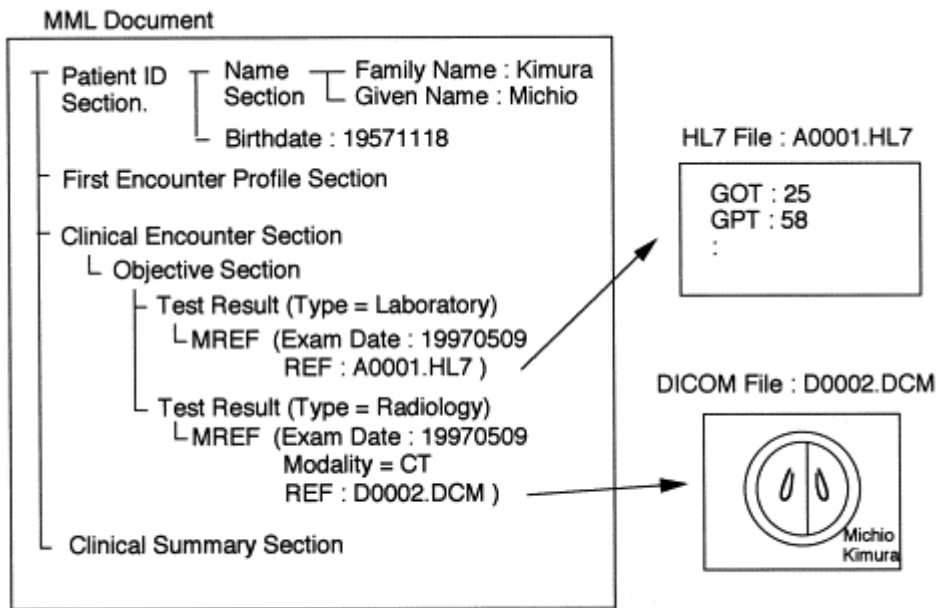 MML Document
Patient ID Section.
Name Section
Family Name : Kimura
Given Name : Michio
Birthdate : 19571118
First Encounter Profile Section
Clinical Encounter Section
Objective Section
Test Result (Type = Laboratory)
MREF (Exam Date : 19970509
REF : A0001.HL7 )
Test Result (Type = Radiology)
MREF (Exam Date : 19970509
Modality = CT
REF : D0002.DCM )
Clinical Summary Section
HL7 File : A0001.HL7
GOT : 25
GPT : 58
:
DICOM File : D0002.DCM
Michio
Kimura